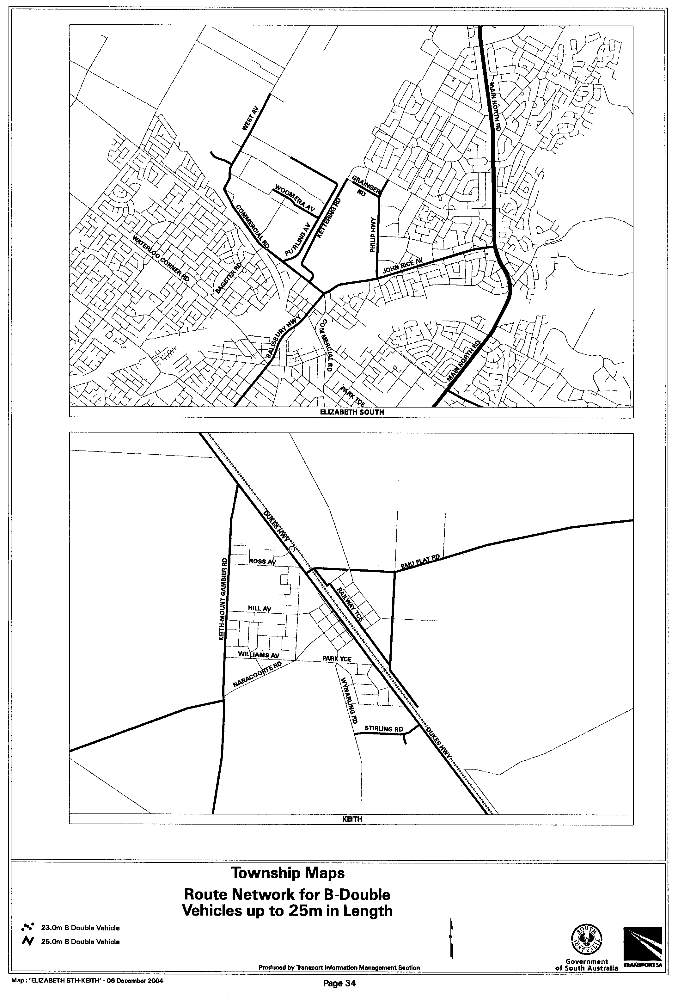 MAIN NORTH RD
WEST AV
GRAINGER
RD
WOOMERA AV
KETTERING RD
COMMERCIAL RD
PURLING AV
PHILIP HWY
WATERLOO CORNER RD
BAGSTER RD
JOHN RICE AV
SALISBURY HWY
COMMERCIAL RD
MAIN NORTH RD
PARK TCE
ELIZABETH SOUTH
DUKES HWY
ROSS AV
EMU FLAT RD
KEITH-MOUNT GAMBIER RD
RAILWAY TCE
HILL AV
WILLIAMS AV
PARK TCE
NARACOORTE RD
WYNARLING RD
STIRLING RD
DUKES HWY
KEITH
Township Maps
Route Network for B-Double
Vehicles up to 25m in Length
23.0m B Double Vehicle
25.0m B Double Vehicle
N
SOUTH
AUSTRALIA
Government
of South Australia
TRANSPORT SA
Produced by Transport Information Management Section
Map : 'ELIZABETH STH-KEITH' - 06 December 2004
Page 34